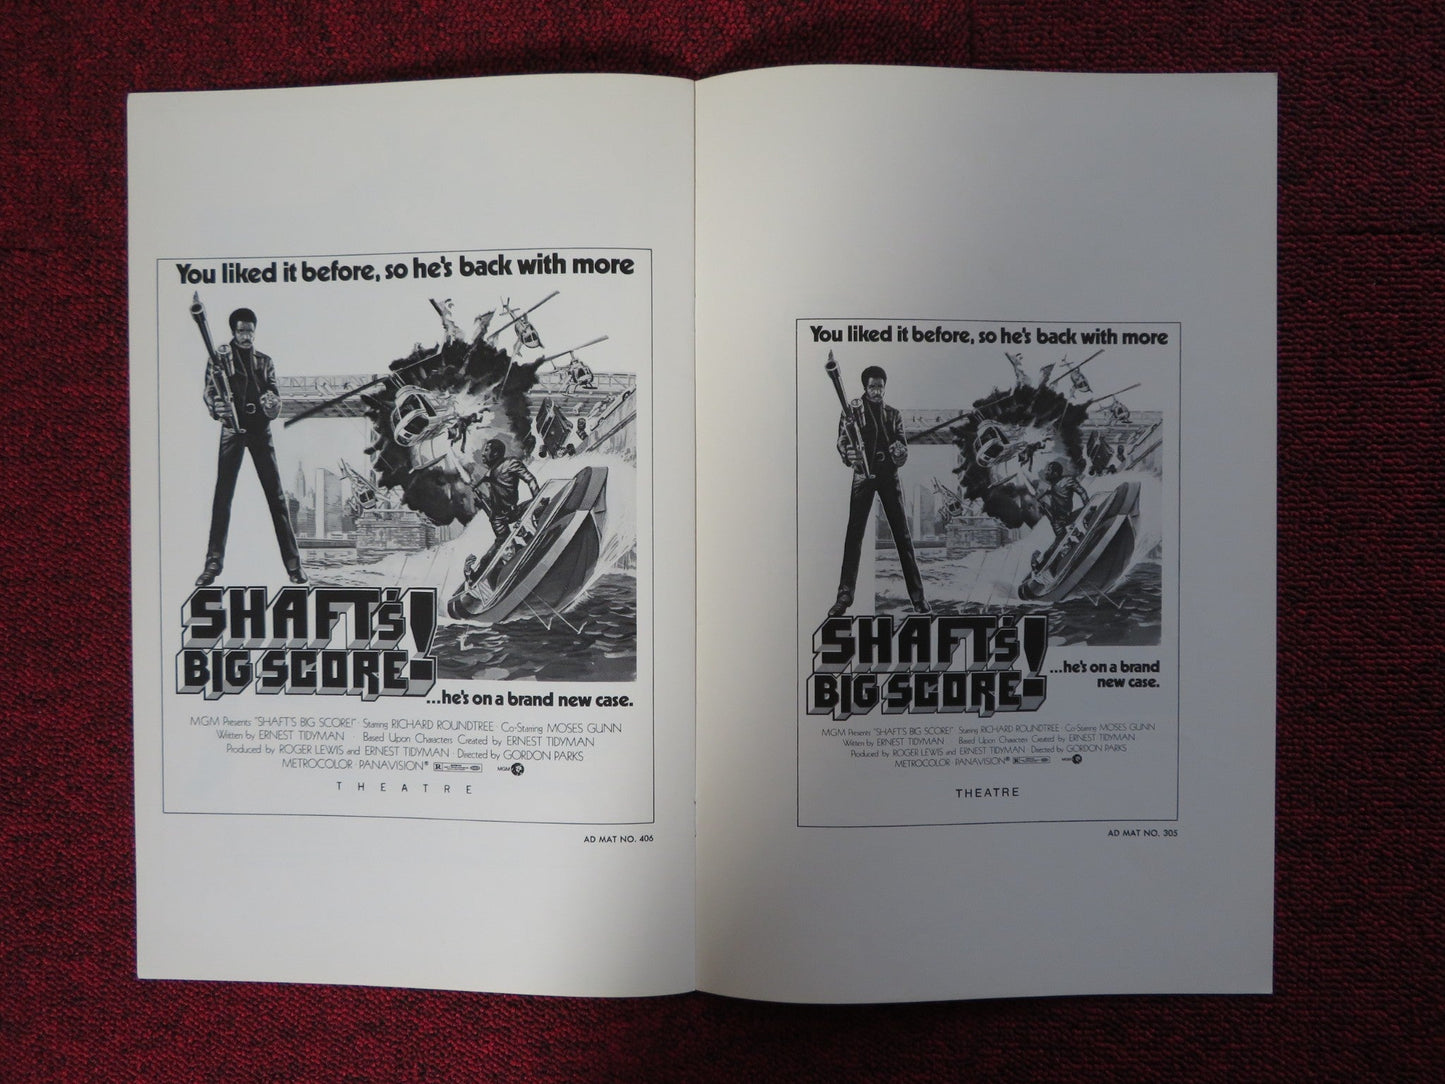 You liked it before, so he's back with more
SHAFT's
BIG SCORE!
...he's on a brand new case.
MGM Presents "SHAFT'S BIG SCORE!" · Starring RICHARD ROUNDTREE · Co-Starring MOSES GUNN
Written by ERNEST TIDYMAN · Based Upon Characters Created by ERNEST TIDYMAN
Produced by ROGER LEWIS and ERNEST TIDYMAN · Directed by GORDON PARKS
METROCOLOR · PANAVISION® R MGM
THEATRE
AD MAT NO. 406
You liked it before, so he's back with more
SHAFT's
BIG SCORE!
...he's on a brand
new case.
MGM Presents "SHAFT'S BIG SCORE!" Starring RICHARD ROUNDTREE · Co-Starring MOSES GUNN
Written by ERNEST TIDYMAN · Based Upon Characters Created by ERNEST TIDYMAN
Produced by ROGER LEWIS and ERNEST TIDYMAN · Directed by GORDON PARKS
METROCOLOR · PANAVISION® R MGM
THEATRE
AD MAT NO. 305